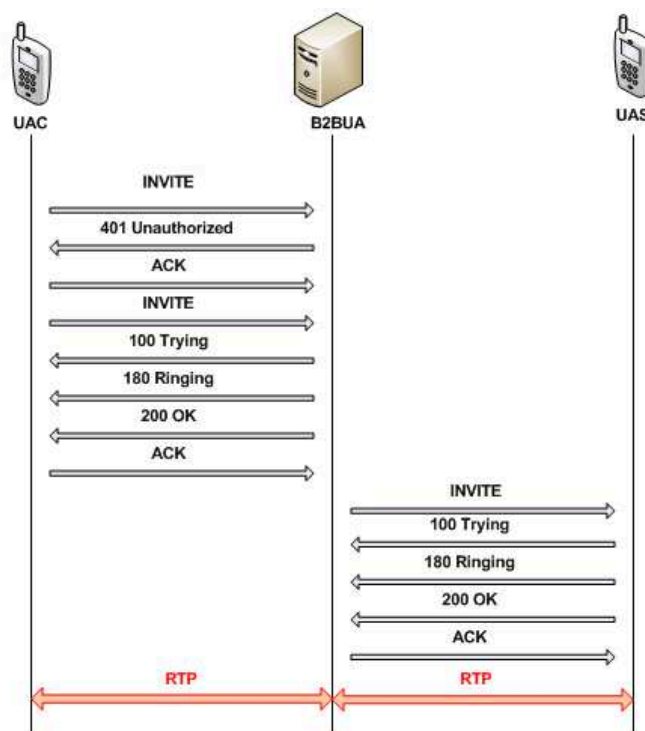 UAC B2BUA UAS
INVITE
401 Unauthorized
ACK
INVITE
100 Trying
180 Ringing
200 OK
ACK
INVITE
100 Trying
180 Ringing
200 OK
ACK
RTP RTP